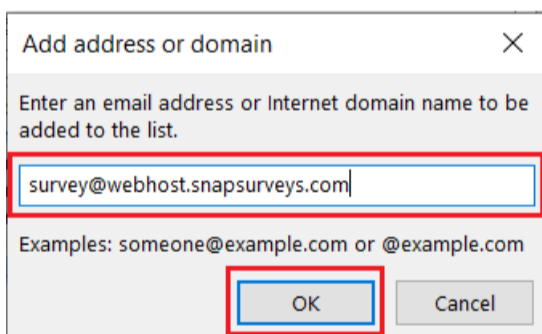 Add address or domain
Enter an email address or Internet domain name to be
added to the list.
survey@webhost.snapsurveys.com
Examples: someone@example.com or @example.com
OK
Cancel